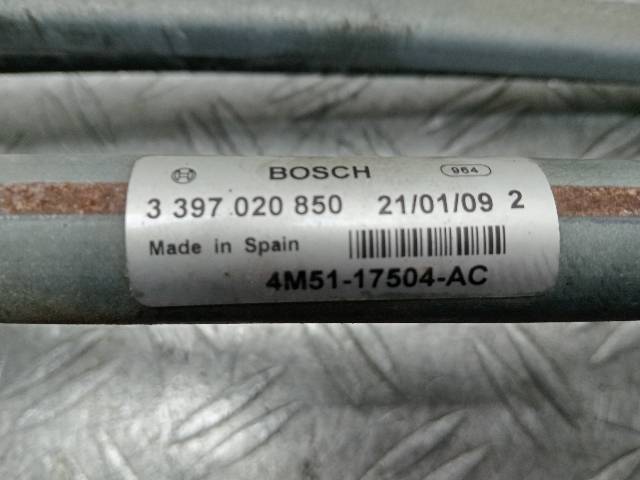 BOSCH 964
3 397 020 850 21/01/09 2
Made in Spain
4M51-17504-AC